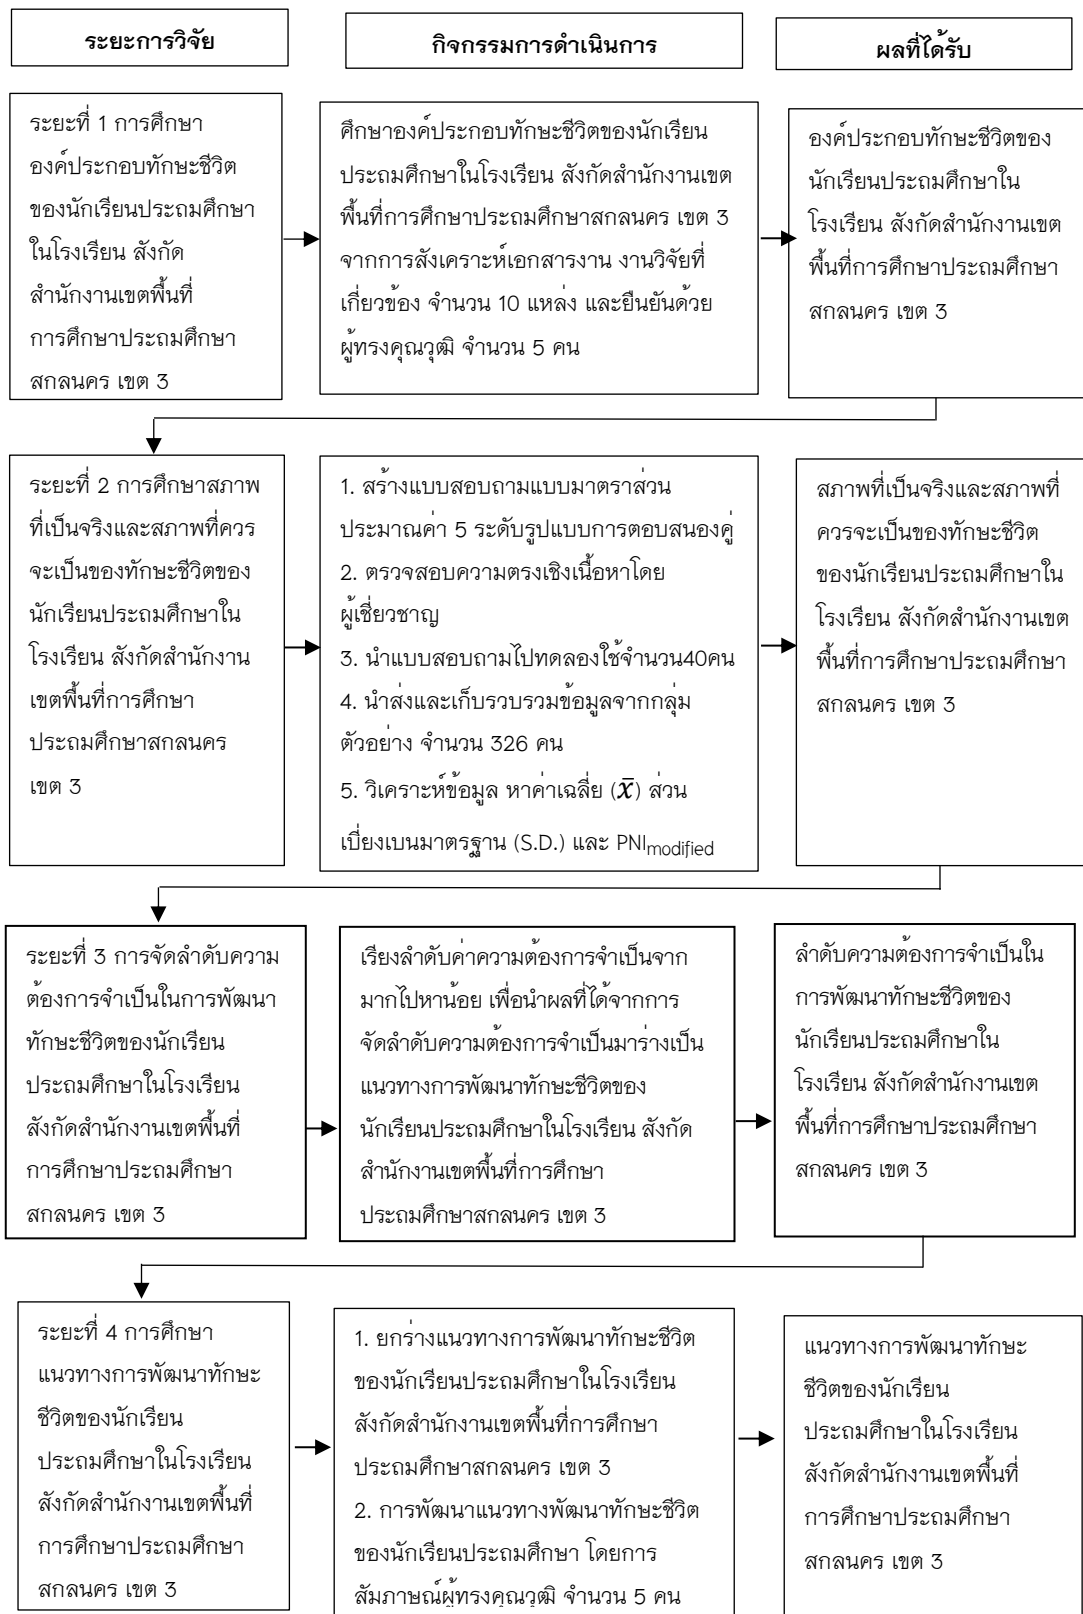 ระยะการวิจัย
กิจกรรมการดำเนินการ
ผลที่ได้รับ
ระยะที่ 1 การศึกษา
องค์ประกอบทักษะชีวิต
ของนักเรียนประถมศึกษา
ในโรงเรียน สังกัด
สำนักงานเขตพื้นที่
การศึกษาประถมศึกษา
สกลนคร เขต 3
ศึกษาองค์ประกอบทักษะชีวิตของนักเรียน
ประถมศึกษาในโรงเรียน สังกัดสำนักงานเขต
พื้นที่การศึกษาประถมศึกษาสกลนคร เขต 3
จากการสังเคราะห์เอกสารงาน งานวิจัยที่
เกี่ยวข้อง จำนวน 10 แหล่ง และยืนยันด้วย
ผู้ทรงคุณวุฒิ จำนวน 5 คน
องค์ประกอบทักษะชีวิตของ
นักเรียนประถมศึกษาใน
โรงเรียน สังกัดสำนักงานเขต
พื้นที่การศึกษาประถมศึกษา
สกลนคร เขต 3
ระยะที่ 2 การศึกษาสภาพ
ที่เป็นจริงและสภาพที่ควร
จะเป็นของทักษะชีวิตของ
นักเรียนประถมศึกษาใน
โรงเรียน สังกัดสำนักงาน
เขตพื้นที่การศึกษา
ประถมศึกษาสกลนคร
เขต 3
1. สร้างแบบสอบถามแบบมาตราส่วน
ประมาณค่า 5 ระดับรูปแบบการตอบสนองคู่
2. ตรวจสอบความตรงเชิงเนื้อหาโดย
ผู้เชี่ยวชาญ
3. นำแบบสอบถามไปทดลองใช้จำนวน40คน
4. นำส่งและเก็บรวบรวมข้อมูลจากกลุ่ม
ตัวอย่าง จำนวน 326 คน
5. วิเคราะห์ข้อมูล หาค่าเฉลี่ย (x̄) ส่วน
เบี่ยงเบนมาตรฐาน (S.D.) และ PNImodified
สภาพที่เป็นจริงและสภาพที่
ควรจะเป็นของทักษะชีวิต
ของนักเรียนประถมศึกษาใน
โรงเรียน สังกัดสำนักงานเขต
พื้นที่การศึกษาประถมศึกษา
สกลนคร เขต 3
ระยะที่ 3 การจัดลำดับความ
ต้องการจำเป็นในการพัฒนา
ทักษะชีวิตของนักเรียน
ประถมศึกษาในโรงเรียน
สังกัดสำนักงานเขตพื้นที่
การศึกษาประถมศึกษา
สกลนคร เขต 3
เรียงลำดับค่าความต้องการจำเป็นจาก
มากไปหาน้อย เพื่อนำผลที่ได้จากการ
จัดลำดับความต้องการจำเป็นมาร่างเป็น
แนวทางการพัฒนาทักษะชีวิตของ
นักเรียนประถมศึกษาในโรงเรียน สังกัด
สำนักงานเขตพื้นที่การศึกษา
ประถมศึกษาสกลนคร เขต 3
ลำดับความต้องการจำเป็นใน
การพัฒนาทักษะชีวิตของ
นักเรียนประถมศึกษาใน
โรงเรียน สังกัดสำนักงานเขต
พื้นที่การศึกษาประถมศึกษา
สกลนคร เขต 3
ระยะที่ 4 การศึกษา
แนวทางการพัฒนาทักษะ
ชีวิตของนักเรียน
ประถมศึกษาในโรงเรียน
สังกัดสำนักงานเขตพื้นที่
การศึกษาประถมศึกษา
สกลนคร เขต 3
1. ยกร่างแนวทางการพัฒนาทักษะชีวิต
ของนักเรียนประถมศึกษาในโรงเรียน
สังกัดสำนักงานเขตพื้นที่การศึกษา
ประถมศึกษาสกลนคร เขต 3
2. การพัฒนาแนวทางพัฒนาทักษะชีวิต
ของนักเรียนประถมศึกษา โดยการ
สัมภาษณ์ผู้ทรงคุณวุฒิ จำนวน 5 คน
แนวทางการพัฒนาทักษะ
ชีวิตของนักเรียน
ประถมศึกษาในโรงเรียน
สังกัดสำนักงานเขตพื้นที่
การศึกษาประถมศึกษา
สกลนคร เขต 3